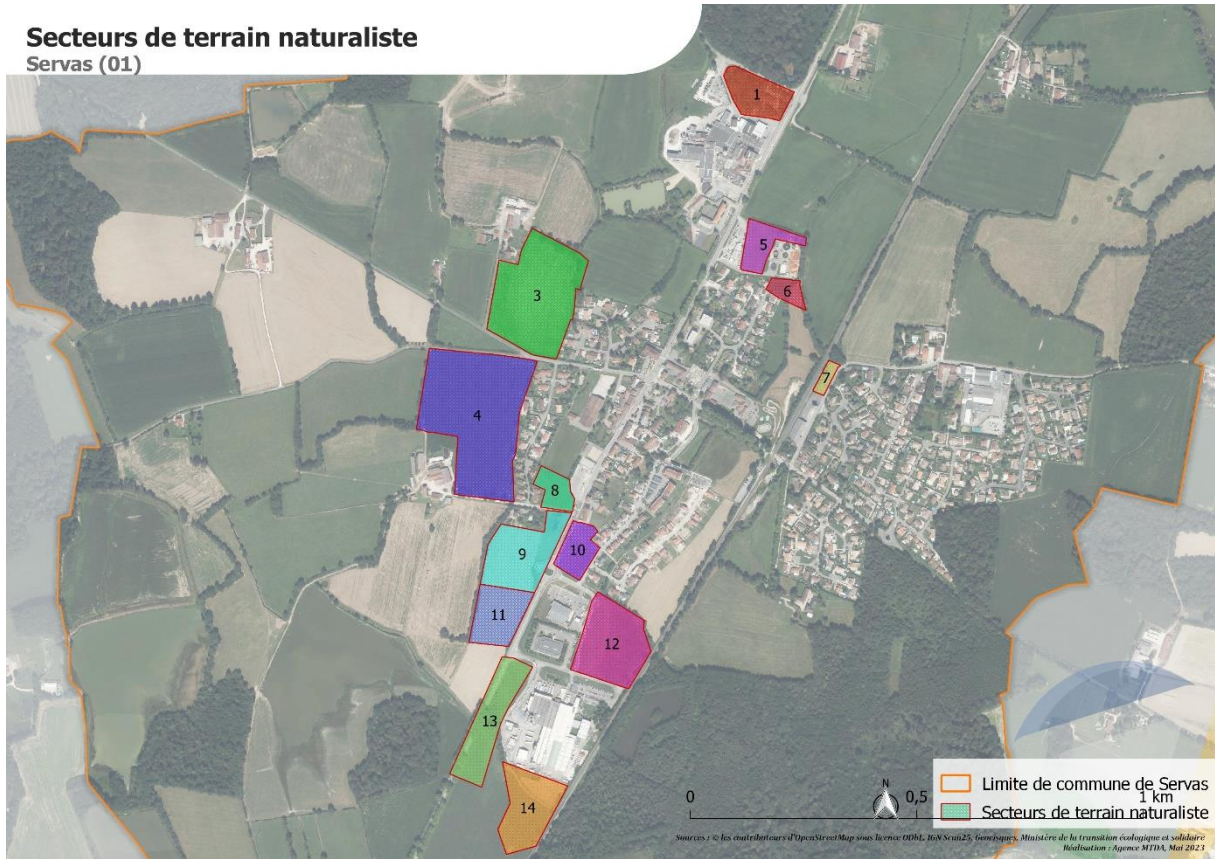 Secteurs de terrain naturaliste
Servas (01)
1
5
6
3
7
4
8
9
10
11
12
13
14
N
0 0,5 1 km
Limite de commune de Servas
Secteurs de terrain naturaliste
Sources : © les contributeurs d'OpenStreetMap sous licence ODbL, IGN Scan25, Georisques, Ministère de la transition écologique et solidaire
Réalisation : Agence MTDA, Mai 2023